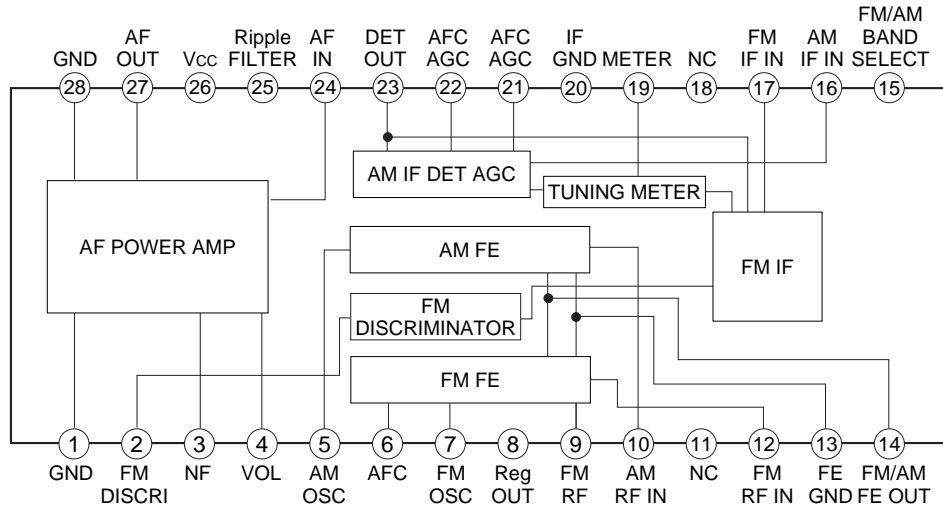 GND
AF
OUT
Vcc
Ripple
FILTER
AF
IN
DET
OUT
AFC
AGC
AFC
AGC
IF
GND
METER
NC
FM
IF IN
AM
IF IN
FM/AM
BAND
SELECT
28
27
26
25
24
23
22
21
20
19
18
17
16
15
AM IF DET AGC
TUNING METER
AF POWER AMP
AM FE
FM IF
FM
DISCRIMINATOR
FM FE
1
2
3
4
5
6
7
8
9
10
11
12
13
14
GND
FM
DISCRI
NF
VOL
AM
OSC
AFC
FM
OSC
Reg
OUT
FM
RF
AM
RF IN
NC
FM
RF IN
FE
GND
FM/AM
FE OUT